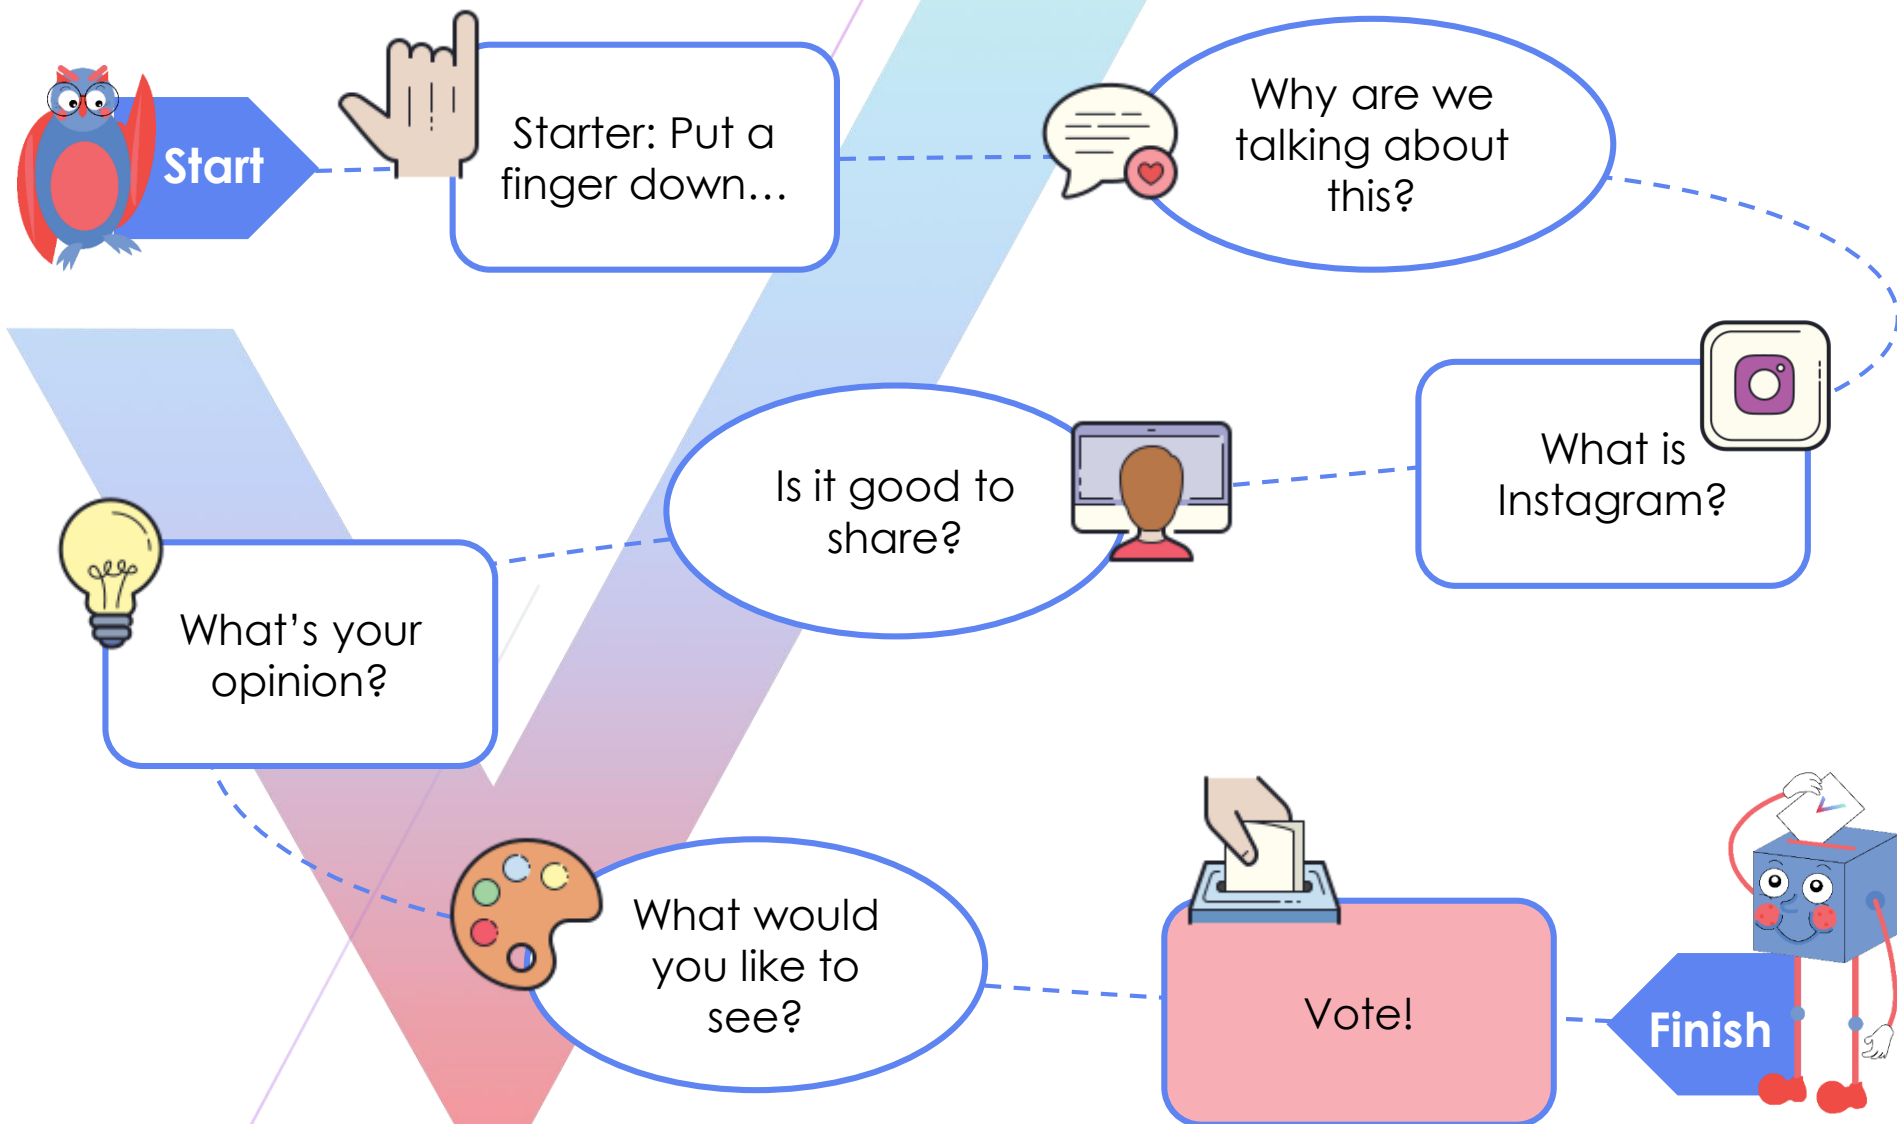 Start
Starter: Put a
finger down…
Why are we
talking about
this?
What is
Instagram?
Is it good to
share?
What’s your
opinion?
What would
you like to
see?
Vote!
Finish